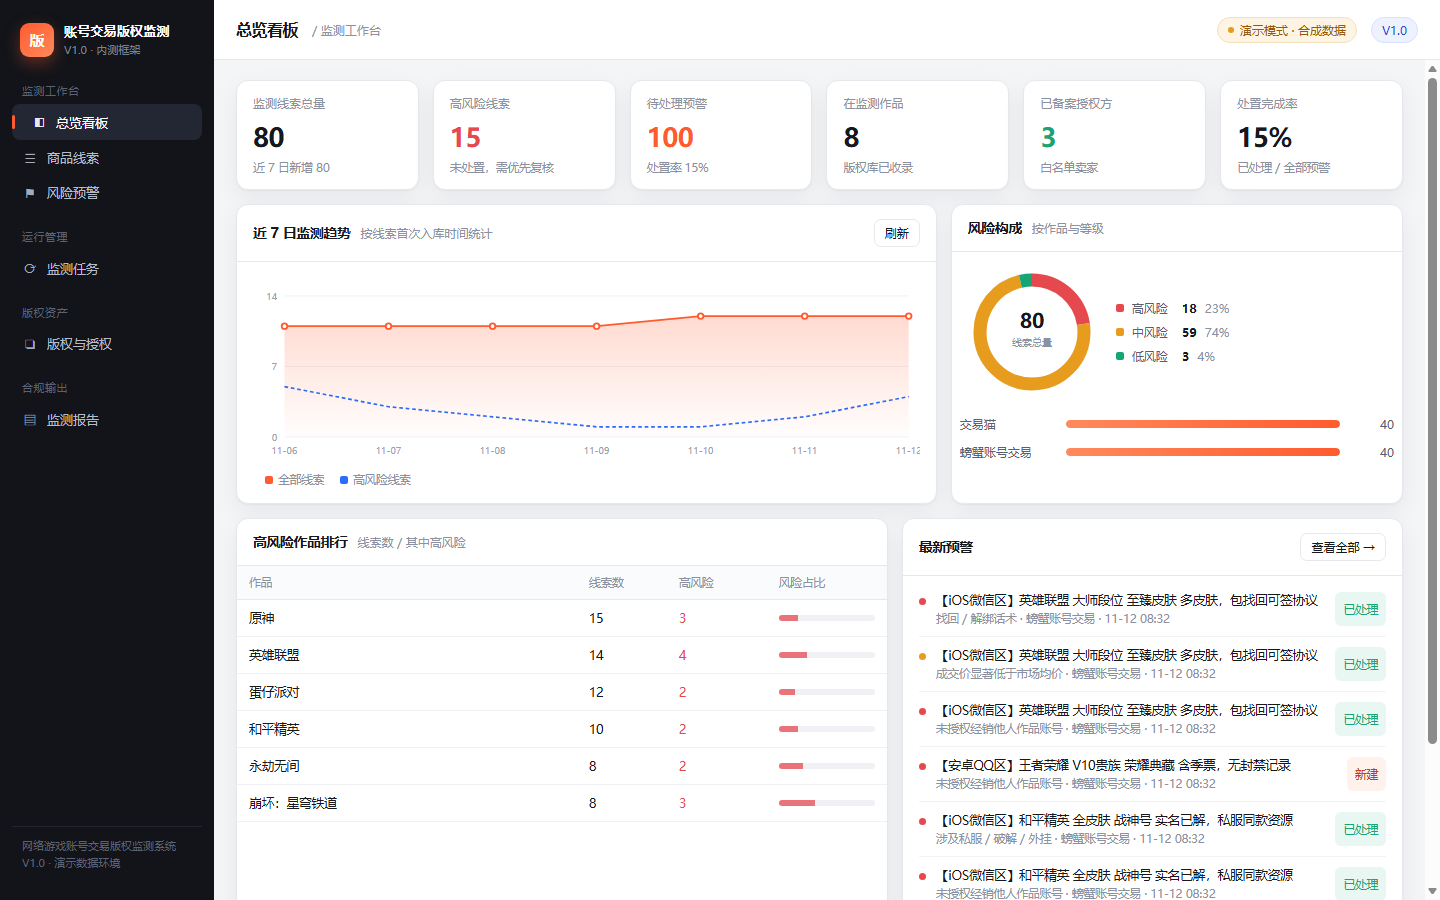 版
账号交易版权监测
V1.0 · 内测框架
监测工作台
总览看板
商品线索
风险预警
运行管理
监测任务
版权资产
版权与授权
合规输出
监测报告
网络游戏账号交易版权监测系统
V1.0 · 演示数据环境
总览看板 / 监测工作台
演示模式 · 合成数据
V1.0
监测线索总量
80
近 7 日新增 80
高风险线索
15
未处置，需优先复核
待处理预警
100
处置率 15%
在监测作品
8
版权库已收录
已备案授权方
3
白名单卖家
处置完成率
15%
已处理 / 全部预警
近 7 日监测趋势 按线索首次入库时间统计
刷新
14
7
0
11-06 11-07 11-08 11-09 11-10 11-11 11-12
全部线索 高风险线索
风险构成 按作品与等级
80
线索总量
高风险 18 23%
中风险 59 74%
低风险 3 4%
交易猫 40
螃蟹账号交易 40
高风险作品排行 线索数 / 其中高风险
作品 线索数 高风险 风险占比
原神 15 3
英雄联盟 14 4
蛋仔派对 12 2
和平精英 10 2
永劫无间 8 2
崩坏：星穹铁道 8 3
最新预警
查看全部 →
【iOS微信区】英雄联盟 大师段位 至臻皮肤 多皮肤，包找回可签协议
找回 / 解绑话术 · 螃蟹账号交易 · 11-12 08:32
已处理
【iOS微信区】英雄联盟 大师段位 至臻皮肤 多皮肤，包找回可签协议
成交价显著低于市场均价 · 螃蟹账号交易 · 11-12 08:32
已处理
【iOS微信区】英雄联盟 大师段位 至臻皮肤 多皮肤，包找回可签协议
未授权经销他人作品账号 · 螃蟹账号交易 · 11-12 08:32
已处理
【安卓QQ区】王者荣耀 V10贵族 荣耀典藏 含季票，无封禁记录
未授权经销他人作品账号 · 螃蟹账号交易 · 11-12 08:32
新建
【iOS微信区】和平精英 全皮肤 战神号 实名已解，私服同款资源
涉及私服 / 破解 / 外挂 · 螃蟹账号交易 · 11-12 08:32
已处理
【iOS微信区】和平精英 全皮肤 战神号 实名已解，私服同款资源
未授权经销他人作品账号 · 螃蟹账号交易 · 11-12 08:32
已处理